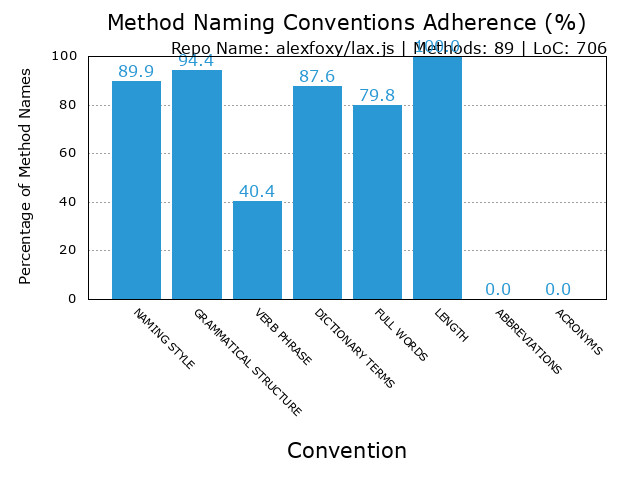 Method Naming Conventions Adherence (%)
Repo Name: alexfoxy/lax.js | Methods: 89 | LoC: 706
Percentage of Method Names
100
80
60
40
20
0
89.9
94.4
40.4
87.6
79.8
100.0
0.0
0.0
NAMING STYLE
GRAMMATICAL STRUCTURE
VERB PHRASE
DICTIONARY TERMS
FULL WORDS
LENGTH
ABBREVIATIONS
ACRONYMS
Convention